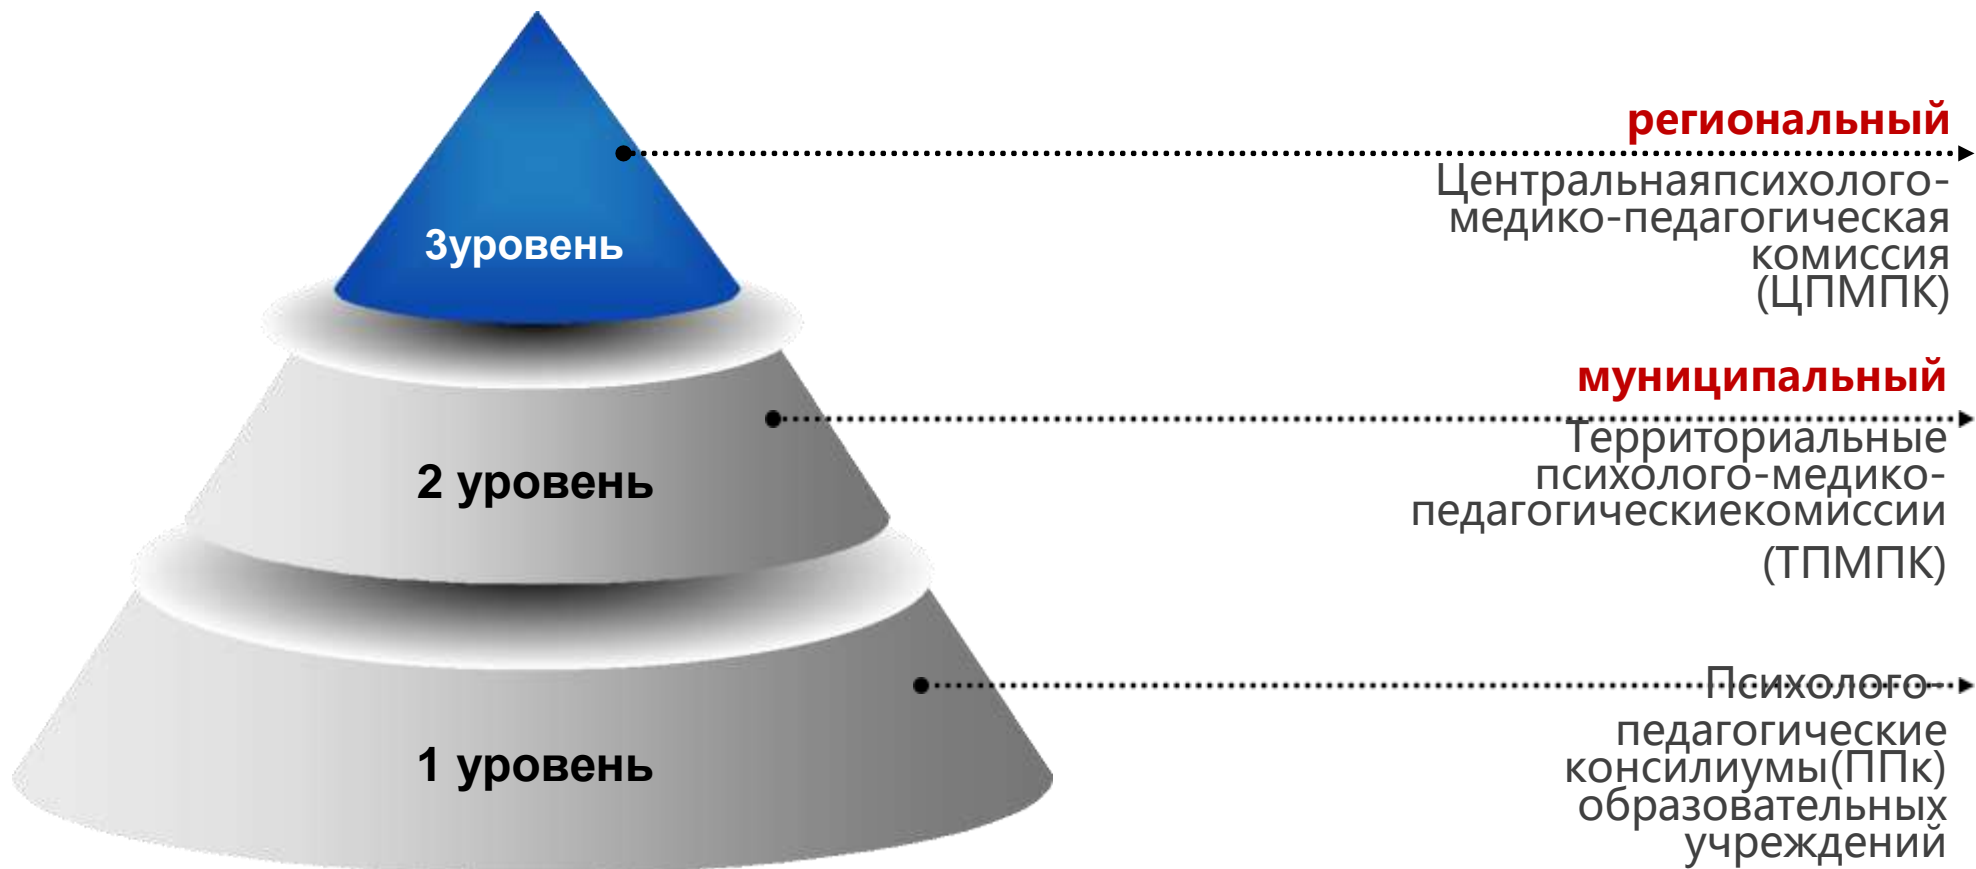 региональный
Центральнаяпсихолого-
медико-педагогическая
комиссия
(ЦПМПК)
3уровень
муниципальный
Территориальные
психолого-медико-
педагогическиекомиссии
(ТПМПК)
2 уровень
Психолого-
педагогические
консилиумы(ППк)
образовательных
учреждений
1 уровень